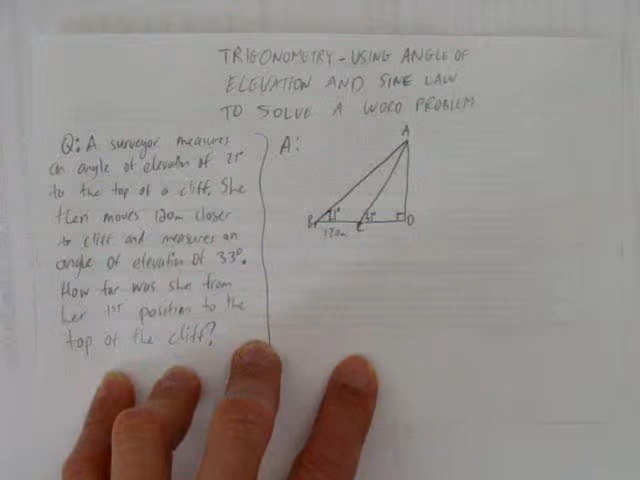 TRIGONOMETRY - USING ANGLE OF
ELEVATION AND SINE LAW
TO SOLVE A WORD PROBLEM
Q: A surveyor measures
an angle of elevation of 21°
to the top of a cliff. She
then moves 120m closer
to cliff and measures an
angle of elevation of 33°.
How far was she from
her 1ST position to the
top of the cliff?
A:
A
B 21° 33° D
C
120m